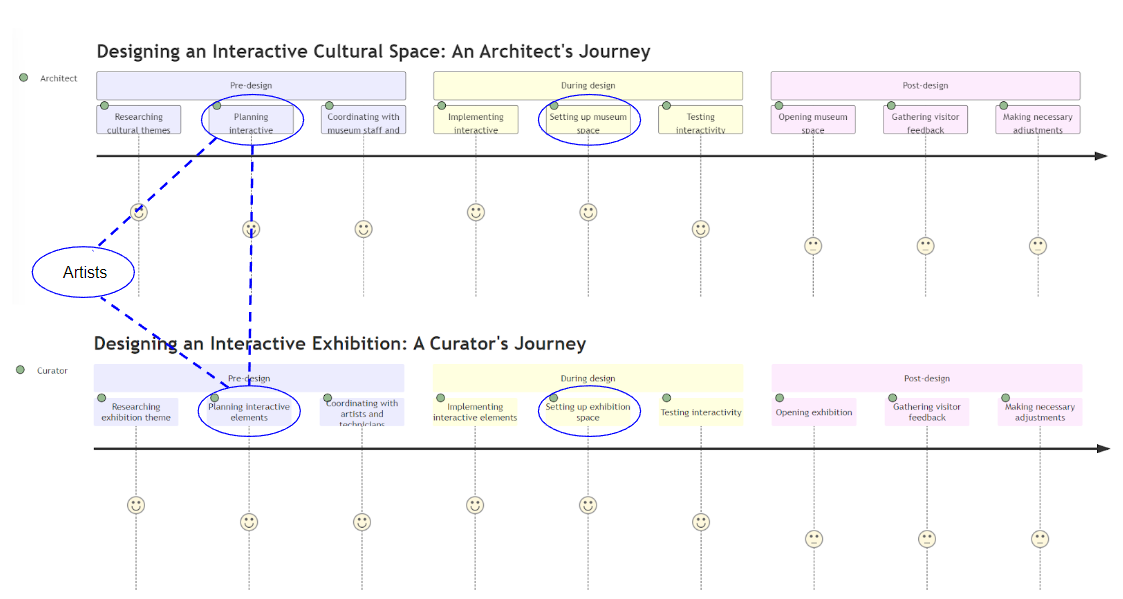 Designing an Interactive Cultural Space: An Architect's Journey
Architect
Pre-design
During design
Post-design
Researching
cultural themes
Planning
interactive
Coordinating with
museum staff and
Implementing
interactive
Setting up museum
space
Testing
interactivity
Opening museum
space
Gathering visitor
feedback
Making necessary
adjustments
Artists
Designing an Interactive Exhibition: A Curator's Journey
Curator
Pre-design
During design
Post-design
Researching
exhibition theme
Planning interactive
elements
Coordinating with
artists and
technicians
Implementing
interactive elements
Setting up exhibition
space
Testing interactivity
Opening exhibition
Gathering visitor
feedback
Making necessary
adjustments